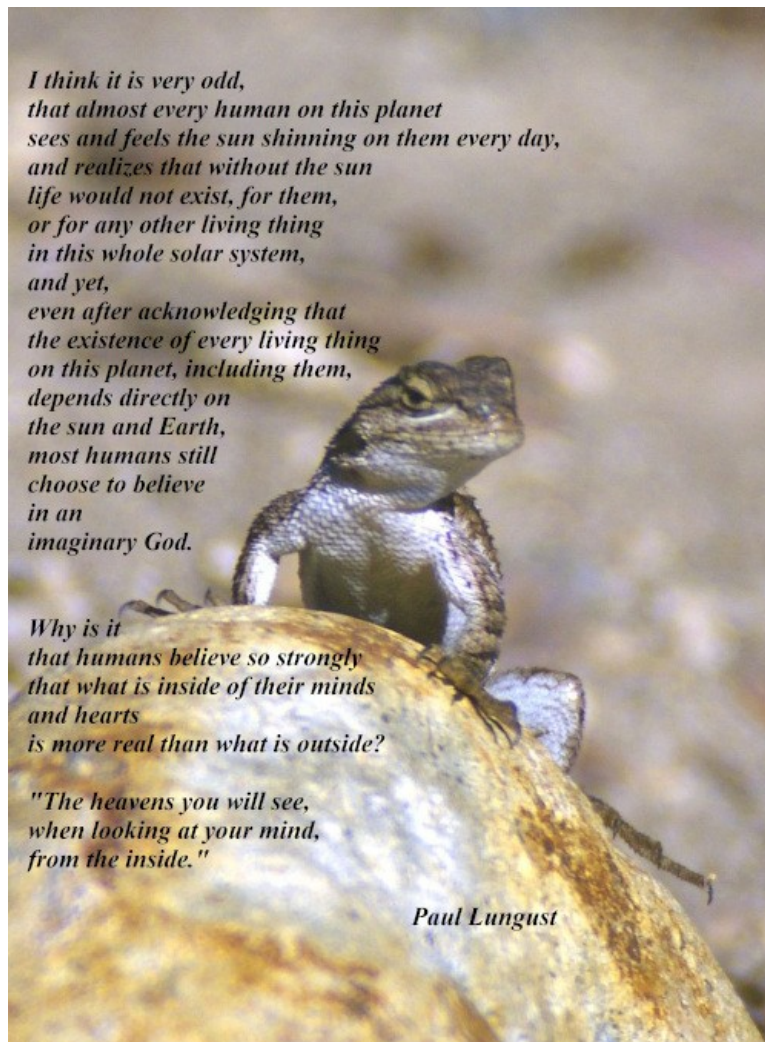 I think it is very odd,
that almost every human on this planet
sees and feels the sun shinning on them every day,
and realizes that without the sun
life would not exist, for them,
or for any other living thing
in this whole solar system,
and yet,
even after acknowledging that
the existence of every living thing
on this planet, including them,
depends directly on
the sun and Earth,
most humans still
choose to believe
in an
imaginary God.
Why is it
that humans believe so strongly
that what is inside of their minds
and hearts
is more real than what is outside?
"The heavens you will see,
when looking at your mind,
from the inside."
Paul Lungust